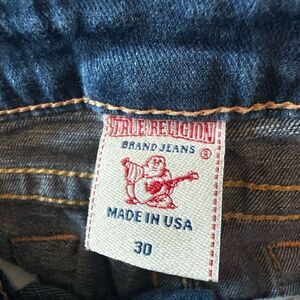 TRUE RELIGION
BRAND JEANS ®
MADE IN USA
30